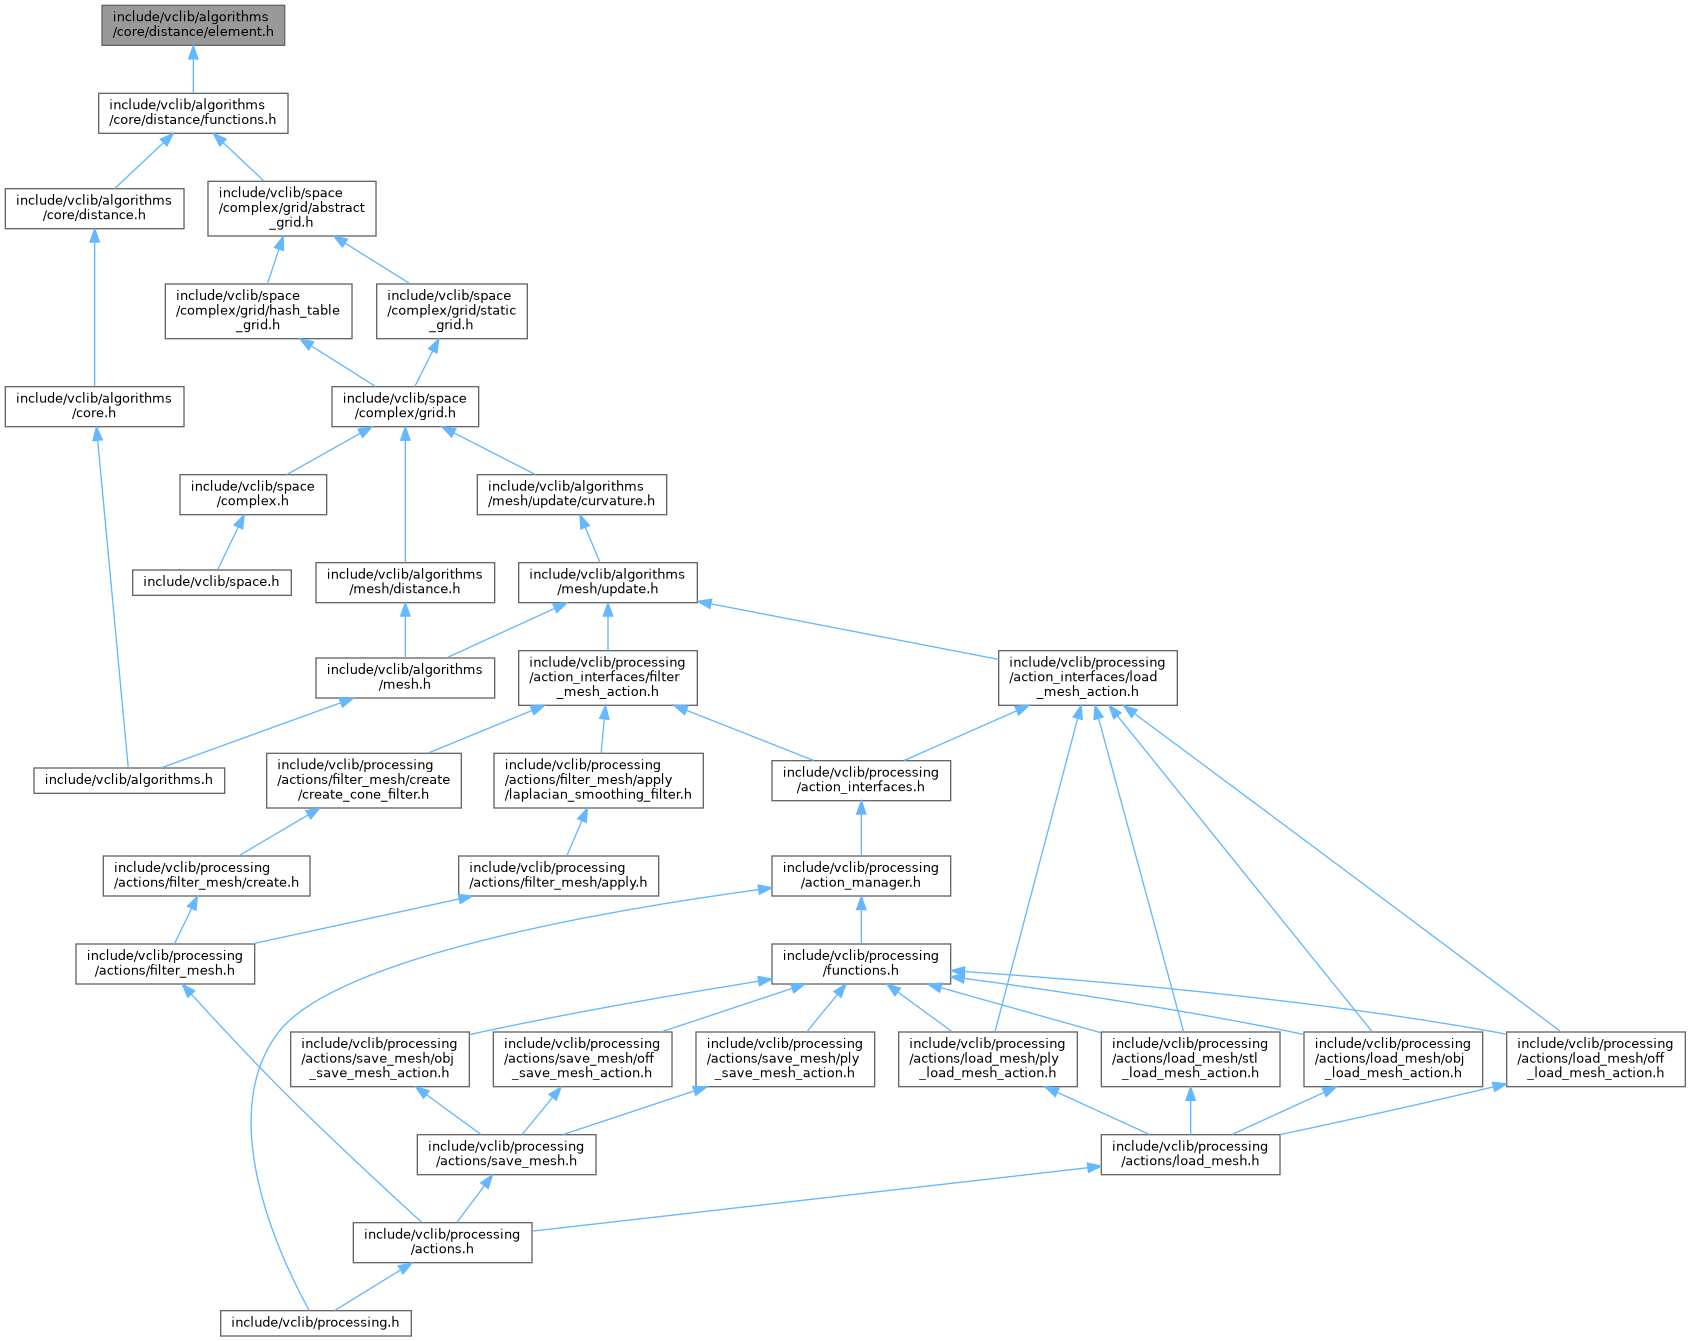 include/vclib/algorithms
/core/distance/element.h
include/vclib/algorithms
/core/distance/functions.h
include/vclib/algorithms
/core/distance.h
include/vclib/space
/complex/grid/abstract
_grid.h
include/vclib/space
/complex/grid/hash_table
_grid.h
include/vclib/space
/complex/grid/static
_grid.h
include/vclib/algorithms
/core.h
include/vclib/space
/complex/grid.h
include/vclib/space
/complex.h
include/vclib/algorithms
/mesh/update/curvature.h
include/vclib/space.h
include/vclib/algorithms
/mesh/distance.h
include/vclib/algorithms
/mesh/update.h
include/vclib/algorithms
/mesh.h
include/vclib/processing
/action_interfaces/filter
_mesh_action.h
include/vclib/processing
/action_interfaces/load
_mesh_action.h
include/vclib/algorithms.h
include/vclib/processing
/actions/filter_mesh/create
/create_cone_filter.h
include/vclib/processing
/actions/filter_mesh/apply
/laplacian_smoothing_filter.h
include/vclib/processing
/action_interfaces.h
include/vclib/processing
/actions/filter_mesh/create.h
include/vclib/processing
/actions/filter_mesh/apply.h
include/vclib/processing
/action_manager.h
include/vclib/processing
/actions/filter_mesh.h
include/vclib/processing
/functions.h
include/vclib/processing
/actions/save_mesh/obj
_save_mesh_action.h
include/vclib/processing
/actions/save_mesh/off
_save_mesh_action.h
include/vclib/processing
/actions/save_mesh/ply
_save_mesh_action.h
include/vclib/processing
/actions/load_mesh/ply
_load_mesh_action.h
include/vclib/processing
/actions/load_mesh/stl
_load_mesh_action.h
include/vclib/processing
/actions/load_mesh/obj
_load_mesh_action.h
include/vclib/processing
/actions/load_mesh/off
_load_mesh_action.h
include/vclib/processing
/actions/save_mesh.h
include/vclib/processing
/actions/load_mesh.h
include/vclib/processing
/actions.h
include/vclib/processing.h